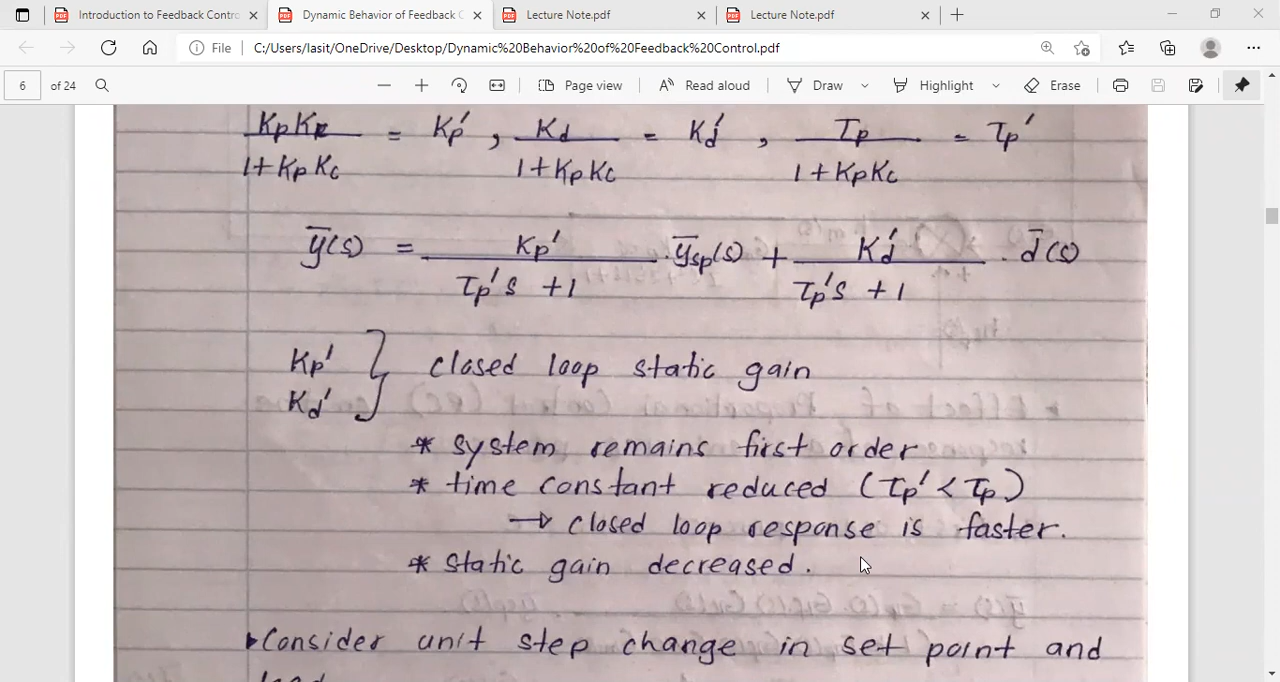 Introduction to Feedback Contro
Dynamic Behavior of Feedback C
Lecture Note.pdf
Lecture Note.pdf
File
C:/Users/lasit/OneDrive/Desktop/Dynamic%20Behavior%20of%20Feedback%20Control.pdf
6 of 24
Page view
Read aloud
Draw
Highlight
Erase
KpKc/(1+KpKc) = Kp', Kd/(1+KpKc) = Kd', τp/(1+KpKc) = τp'
ȳ(s) = Kp'/(τp's +1) . ȳsp(s) + Kd'/(τp's +1) . d̄(s)
Kp'
Kd' } closed loop static gain
* system remains first order
* time constant reduced (τp' < τp)
→ closed loop response is faster.
* static gain decreased.
▸Consider unit step change in set point and